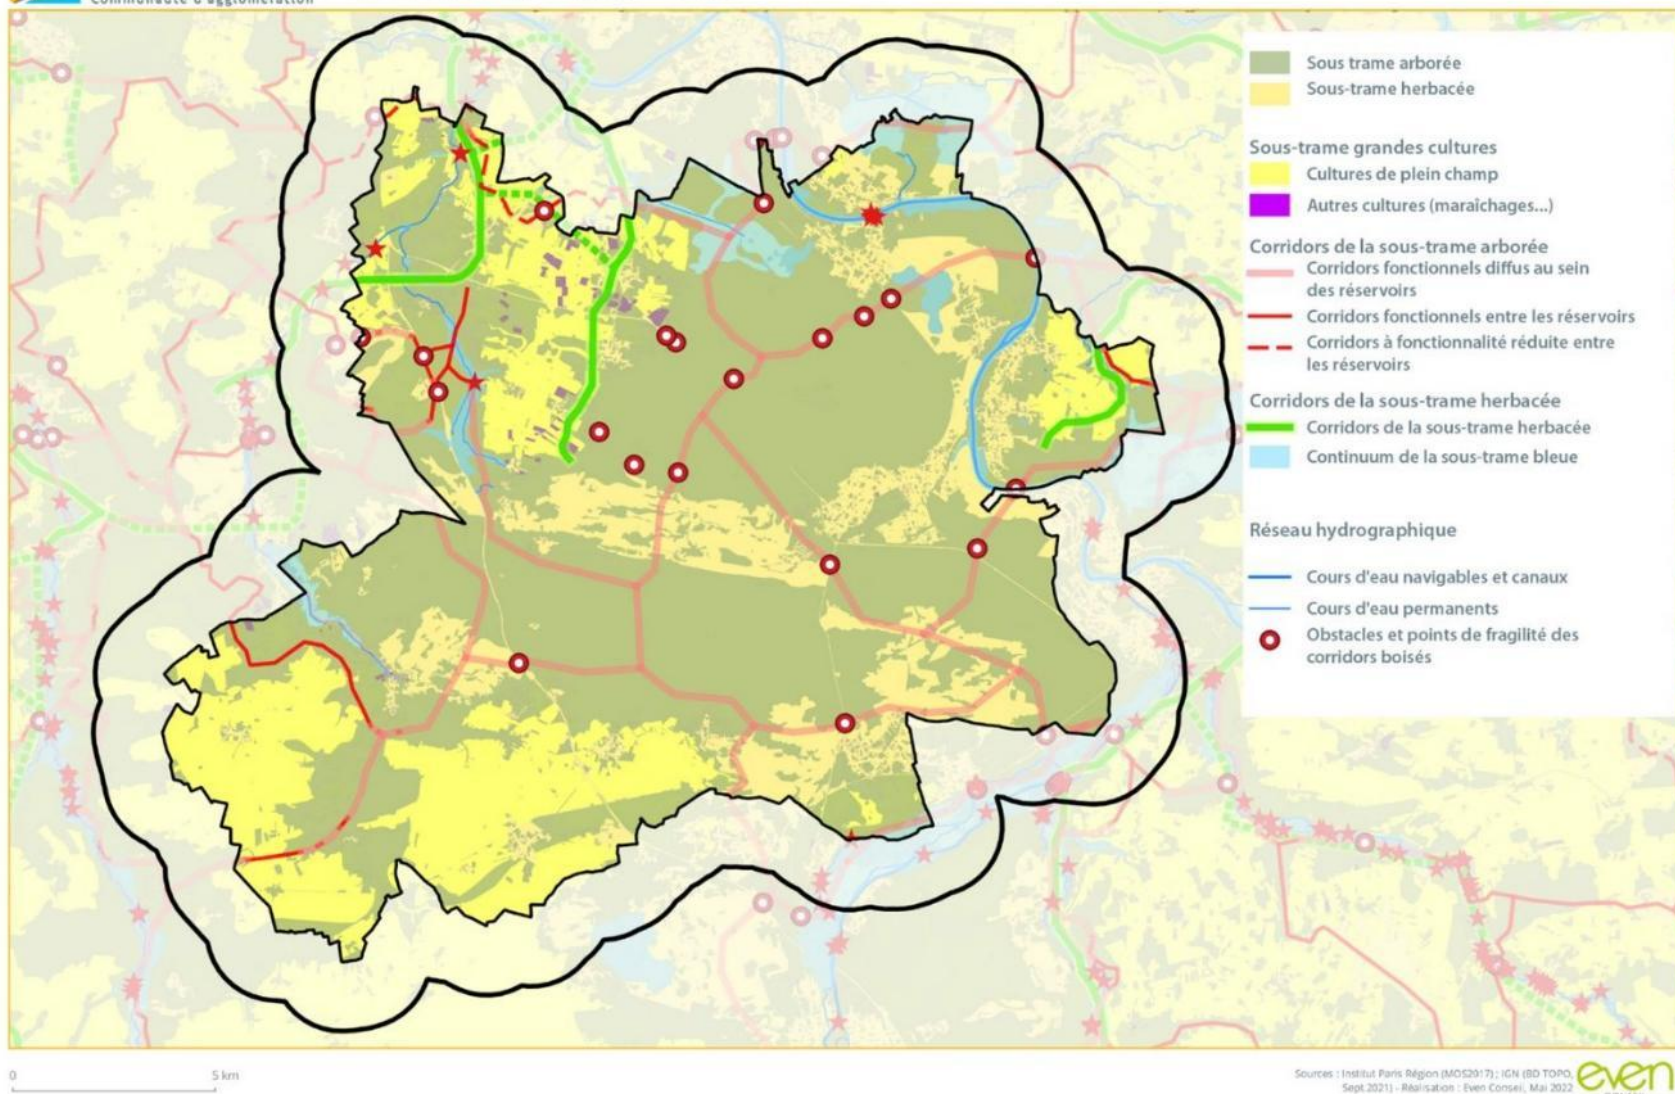 Communauté d'agglomération
Sous trame arborée
Sous-trame herbacée
Sous-trame grandes cultures
Cultures de plein champ
Autres cultures (maraîchages...)
Corridors de la sous-trame arborée
Corridors fonctionnels diffus au sein
des réservoirs
Corridors fonctionnels entre les réservoirs
Corridors à fonctionnalité réduite entre
les réservoirs
Corridors de la sous-trame herbacée
Corridors de la sous-trame herbacée
Continuum de la sous-trame bleue
Réseau hydrographique
Cours d'eau navigables et canaux
Cours d'eau permanents
Obstacles et points de fragilité des
corridors boisés
0 5 km
Sources : Institut Paris Région (MOS2917) ; IGN (BD TOPO,
Sept 2021) - Réalisation : Even Conseil, Mai 2022
even